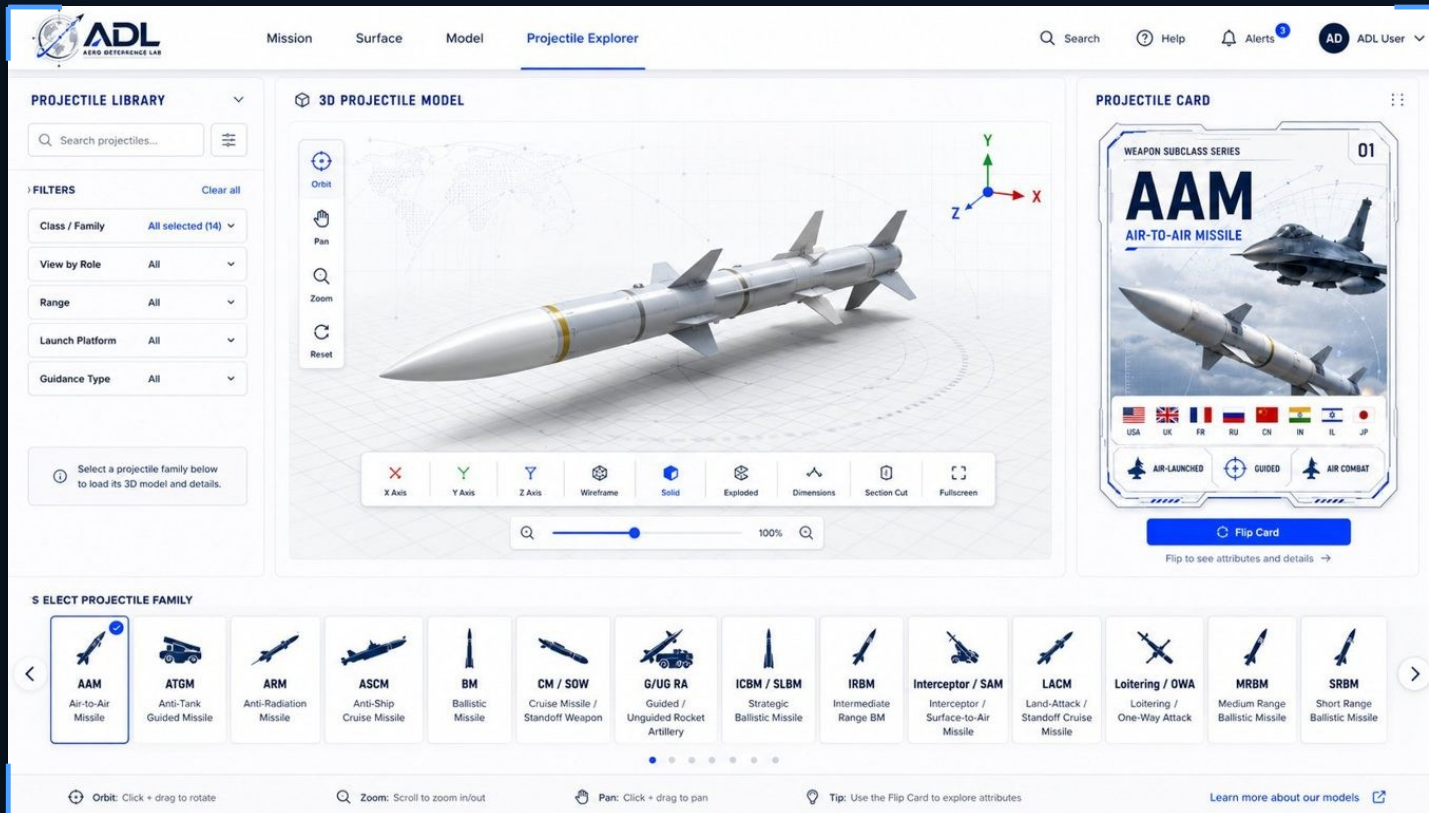 ADL
AERO DETERRENCE LAB
Mission
Surface
Model
Projectile Explorer
Search
Help
Alerts
3
AD
ADL User
PROJECTILE LIBRARY
Search projectiles...
FILTERS
Clear all
Class / Family
All selected (14)
View by Role
All
Range
All
Launch Platform
All
Guidance Type
All
Select a projectile family below
to load its 3D model and details.
3D PROJECTILE MODEL
Orbit
Pan
Zoom
Reset
Y
X
Z
X Axis
Y Axis
Z Axis
Wireframe
Solid
Exploded
Dimensions
Section Cut
Fullscreen
100%
PROJECTILE CARD
WEAPON SUBCLASS SERIES
01
AAM
AIR-TO-AIR MISSILE
USA
UK
FR
RU
CN
IN
IL
JP
AIR-LAUNCHED
GUIDED
AIR COMBAT
Flip Card
Flip to see attributes and details →
S ELECT PROJECTILE FAMILY
AAM
Air-to-Air
Missile
ATGM
Anti-Tank
Guided Missile
ARM
Anti-Radiation
Missile
ASCM
Anti-Ship
Cruise Missile
BM
Ballistic
Missile
CM / SOW
Cruise Missile /
Standoff Weapon
G/UG RA
Guided /
Unguided Rocket
Artillery
ICBM / SLBM
Strategic
Ballistic Missile
IRBM
Intermediate
Range BM
Interceptor / SAM
Interceptor /
Surface-to-Air
Missile
LACM
Land-Attack /
Standoff Cruise
Missile
Loitering / OWA
Loitering /
One-Way Attack
MRBM
Medium Range
Ballistic Missile
SRBM
Short Range
Ballistic Missile
Orbit: Click + drag to rotate
Zoom: Scroll to zoom in/out
Pan: Click + drag to pan
Tip: Use the Flip Card to explore attributes
Learn more about our models